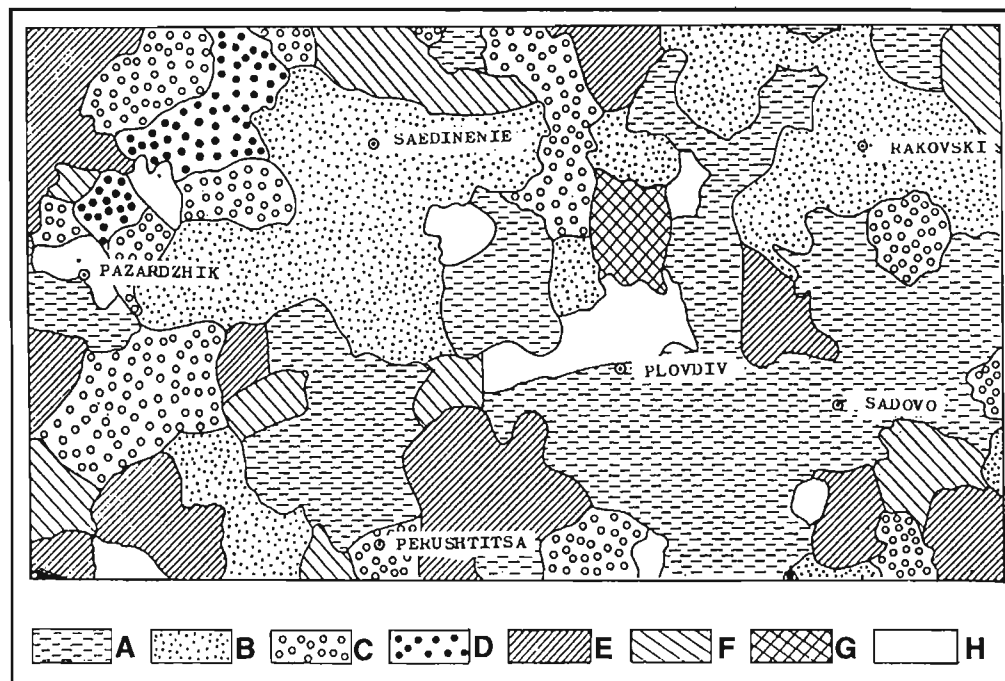 SAEDINENIE
RAKOVSKI
PAZARDZHIK
PLOVDIV
SADOVO
PERUSHTITSA
A B C D E F G H